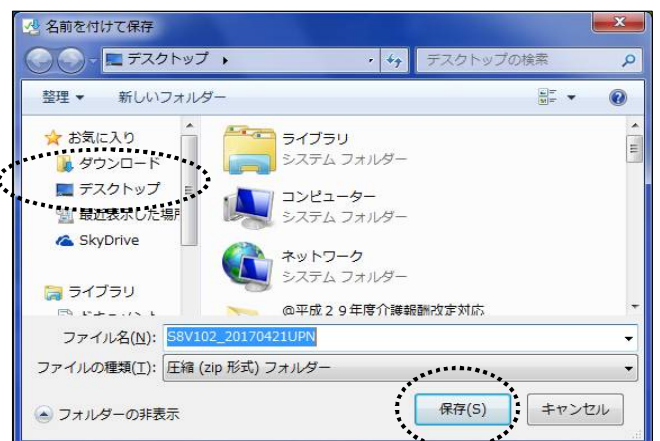 名前を付けて保存
デスクトップ
デスクトップの検索
整理
新しいフォルダー
お気に入り
ダウンロード
デスクトップ
最近表示した場所
SkyDrive
ライブラリ
ライブラリ
システム フォルダー
コンピューター
システム フォルダー
ネットワーク
システム フォルダー
@平成29年度介護報酬改定対応
ファイル名(N): S8V102_20170421UPN
ファイルの種類(T): 圧縮 (zip 形式) フォルダー
フォルダーの非表示
保存(S)
キャンセル